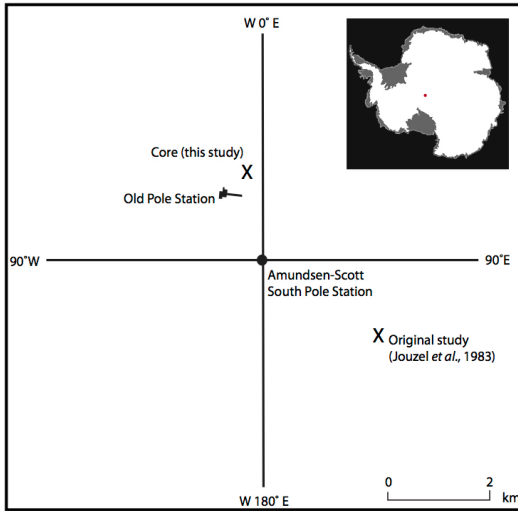 W 0˚ E
Core (this study)
X
Old Pole Station
90˚W
90˚E
Amundsen-Scott
South Pole Station
X Original study
(Jouzel et al., 1983)
0 2
km
W 180˚ E